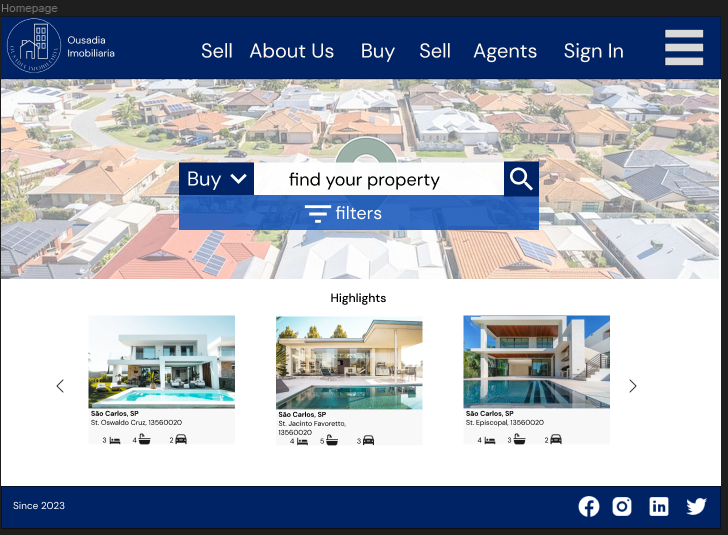 Homepage
Ousadia
Imobiliaria
Sell About Us Buy Sell Agents Sign In
Buy find your property
filters
Highlights
São Carlos, SP
St. Oswaldo Cruz, 13560020
3 4 2
São Carlos, SP
St. Jacinto Favoretto,
13560020
4 5 3
São Carlos, SP
St. Episcopal, 13560020
4 3 2
Since 2023